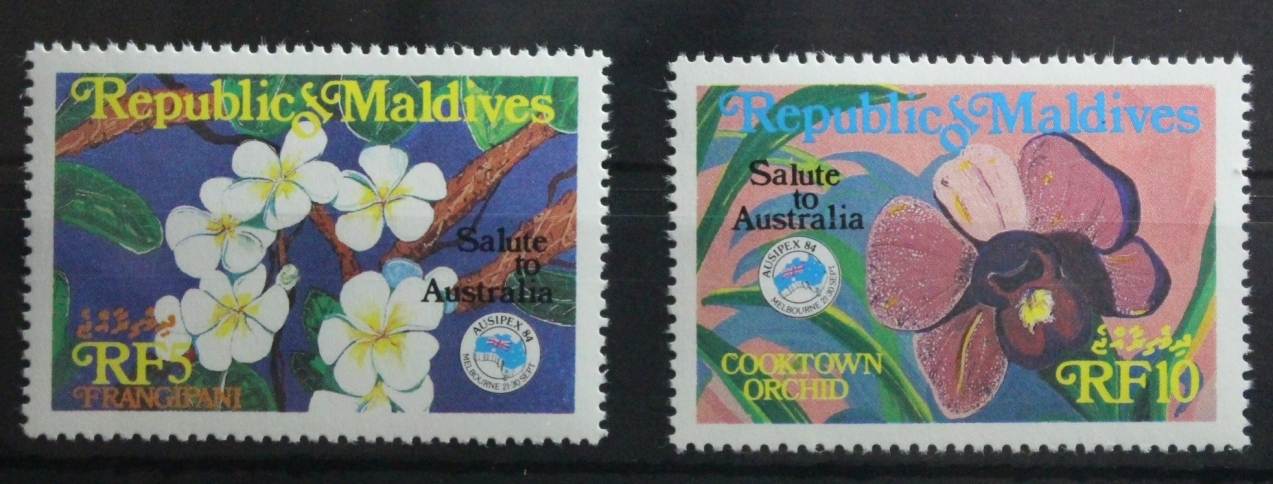 Republic of Maldives
Salute
to
Australia
AUSIPEX 84
MELBOURNE 21-30 SEPT
RF5
FRANGIPANI
Republic of Maldives
Salute
to
Australia
AUSIPEX 84
MELBOURNE 21-30 SEPT
COOKTOWN
ORCHID
ދިވެހިރާއްޖެ
RF10